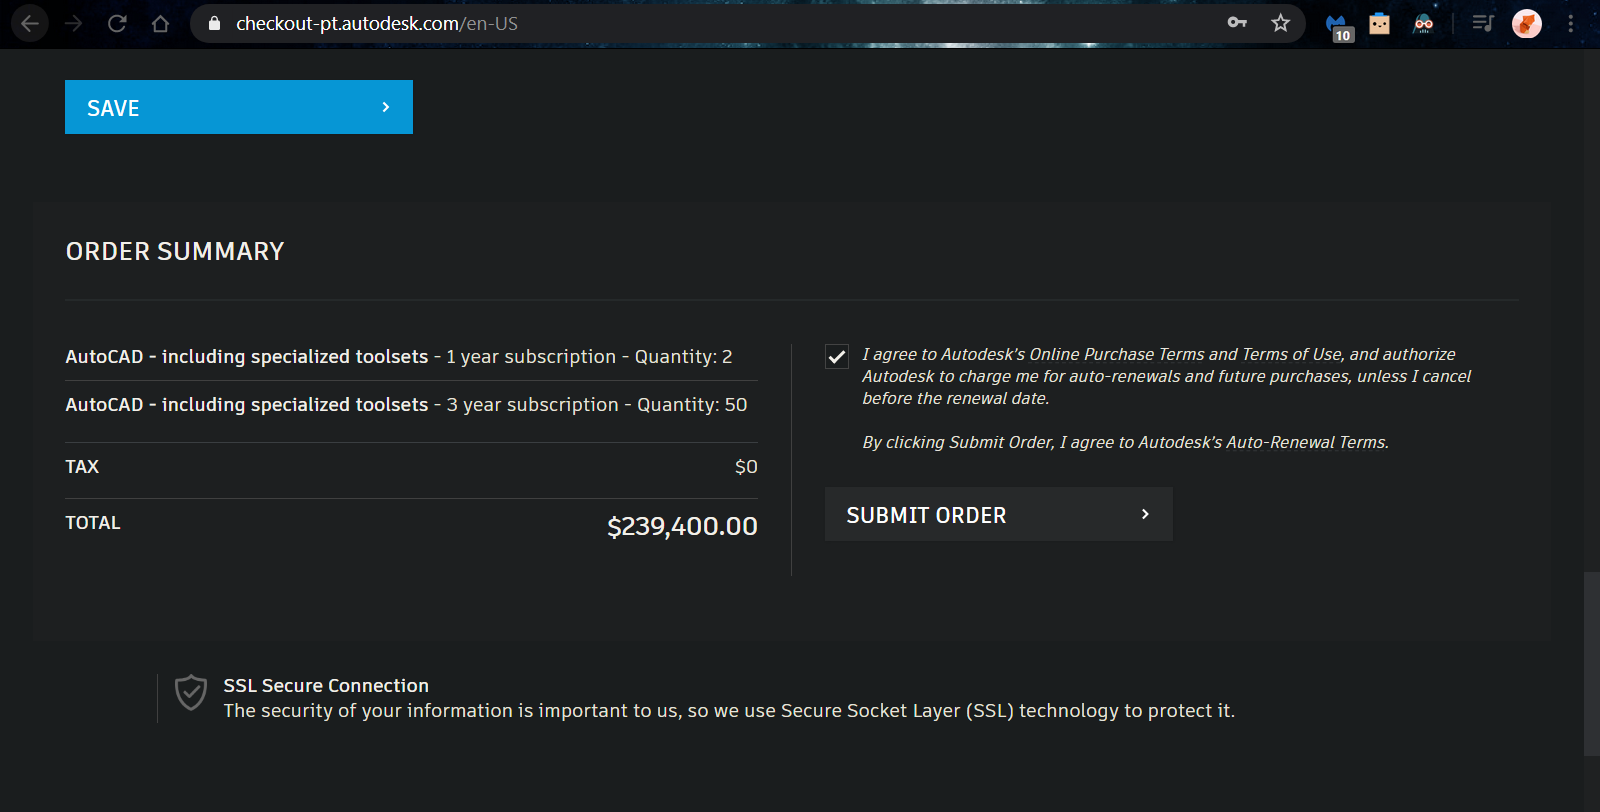 checkout-pt.autodesk.com/en-US
10
SAVE
ORDER SUMMARY
AutoCAD - including specialized toolsets - 1 year subscription - Quantity: 2
AutoCAD - including specialized toolsets - 3 year subscription - Quantity: 50
TAX $0
TOTAL $239,400.00
I agree to Autodesk's Online Purchase Terms and Terms of Use, and authorize
Autodesk to charge me for auto-renewals and future purchases, unless I cancel
before the renewal date.
By clicking Submit Order, I agree to Autodesk's Auto-Renewal Terms.
SUBMIT ORDER
SSL Secure Connection
The security of your information is important to us, so we use Secure Socket Layer (SSL) technology to protect it.